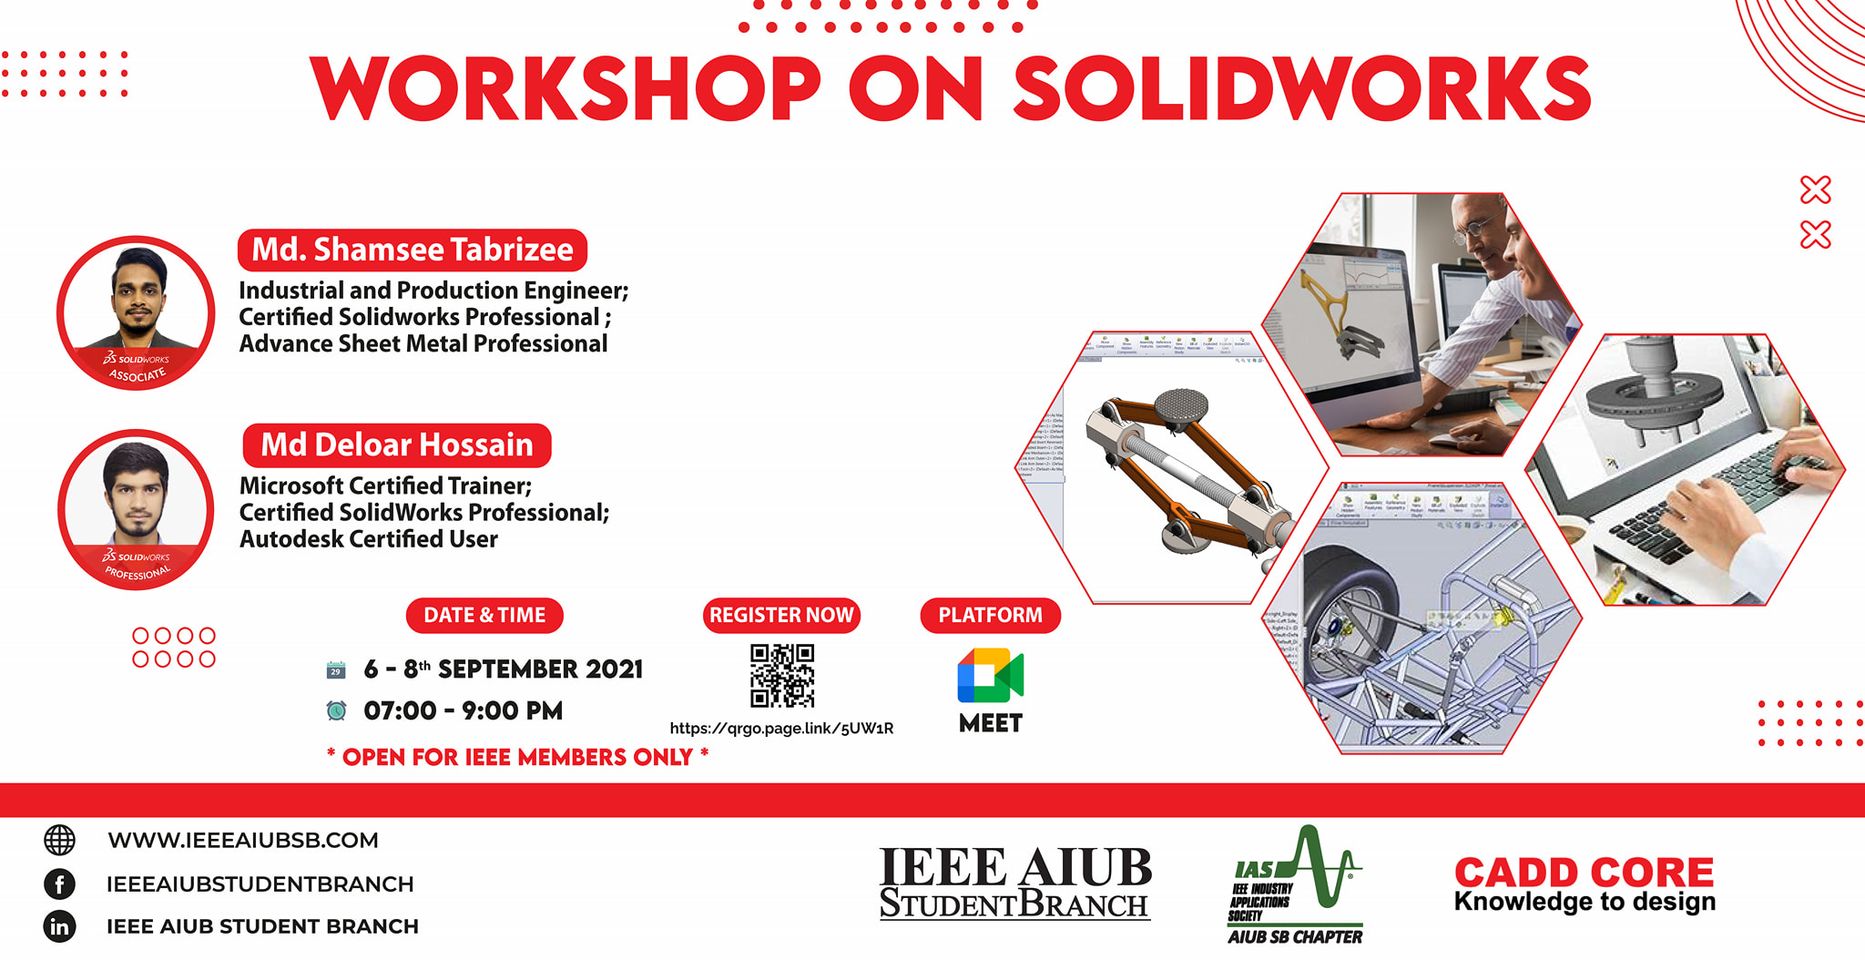 WORKSHOP ON SOLIDWORKS
Md. Shamsee Tabrizee
Industrial and Production Engineer;
Certified Solidworks Professional ;
Advance Sheet Metal Professional
SOLIDWORKS
ASSOCIATE
Md Deloar Hossain
Microsoft Certified Trainer;
Certified SolidWorks Professional;
Autodesk Certified User
SOLIDWORKS
PROFESSIONAL
DATE & TIME
29
6 - 8th SEPTEMBER 2021
07:00 - 9:00 PM
* OPEN FOR IEEE MEMBERS ONLY *
REGISTER NOW
https://qrgo.page.link/5UW1R
PLATFORM
MEET
WWW.IEEEAIUBSB.COM
IEEEAIUBSTUDENTBRANCH
in
IEEE AIUB STUDENT BRANCH
IEEE AIUB
STUDENT BRANCH
IAS
IEEE INDUSTRY
APPLICATIONS
SOCIETY
AIUB SB CHAPTER
CADD CORE
Knowledge to design